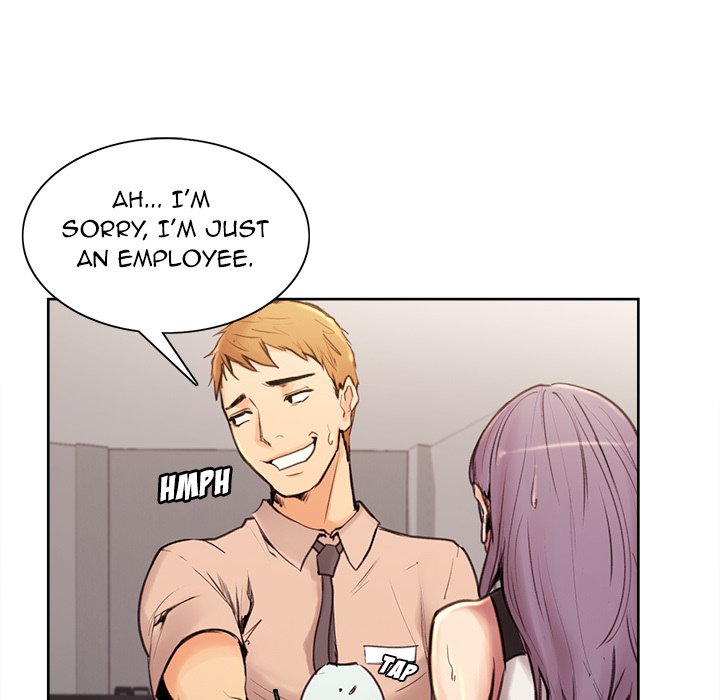 AH... I'M
SORRY, I'M JUST
AN EMPLOYEE.
HMPH
TAP